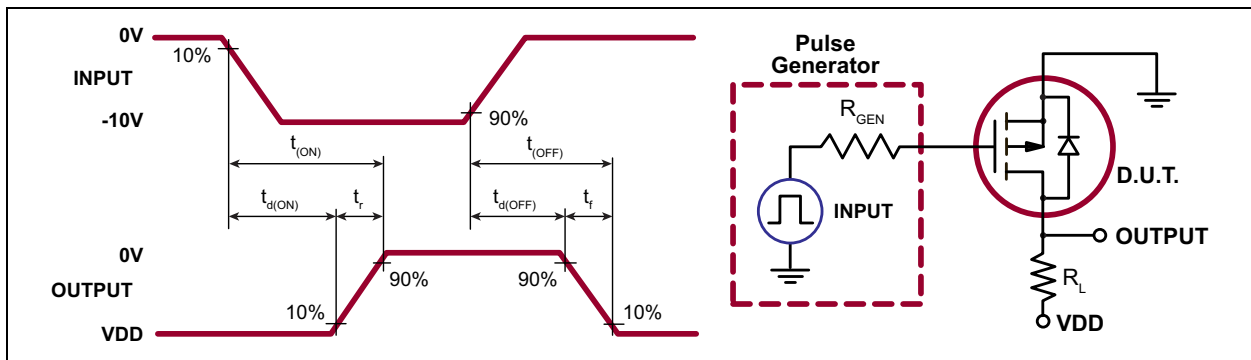 0V
10%
INPUT
-10V
90%
t(ON)
t(OFF)
td(ON)
tr
td(OFF)
tf
0V
OUTPUT
90%
90%
10%
10%
VDD
Pulse
Generator
RGEN
INPUT
D.U.T.
OUTPUT
RL
VDD